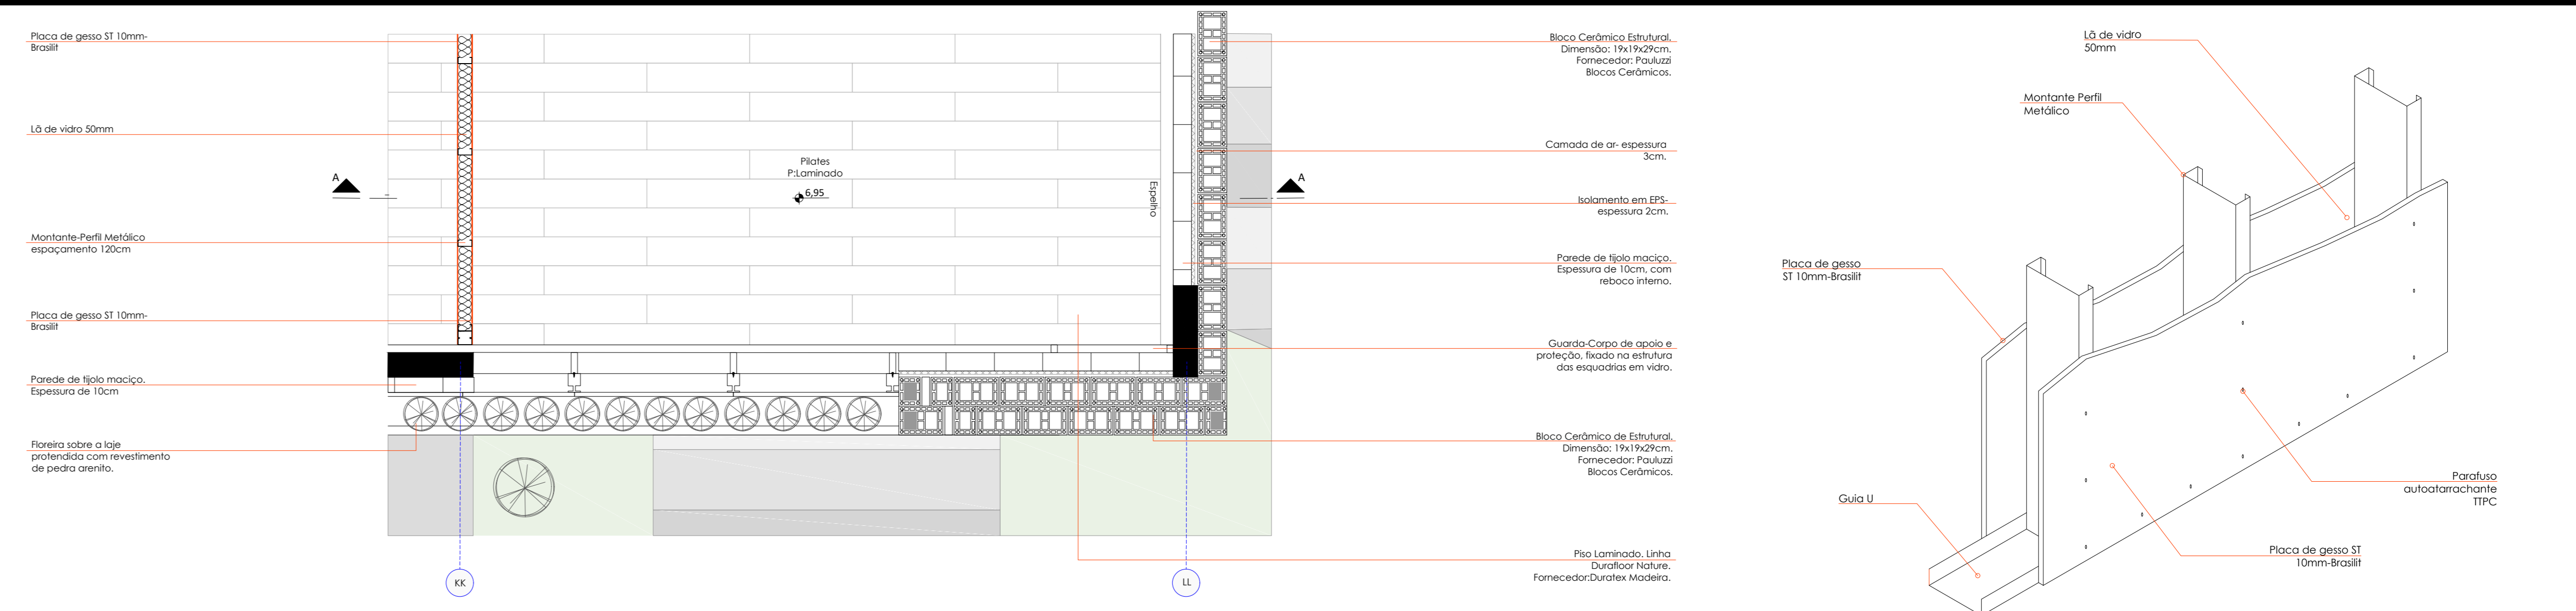 Placa de gesso ST 10mm-
Brasilit
Lã de vidro 50mm
Montante-Perfil Metálico
espaçamento 120cm
Placa de gesso ST 10mm-
Brasilit
Parede de tijolo maciço.
Espessura de 10cm
Floreira sobre a laje
protendida com revestimento
de pedra arenito.
A
Pilates
P:Laminado
6,95
Espelho
A
KK
LL
Bloco Cerâmico Estrutural.
Dimensão: 19x19x29cm.
Fornecedor: Pauluzzi
Blocos Cerâmicos.
Camada de ar- espessura
3cm.
Isolamento em EPS-
espessura 2cm.
Parede de tijolo maciço.
Espessura de 10cm, com
reboco interno.
Guarda-Corpo de apoio e
proteção, fixado na estrutura
das esquadrias em vidro.
Bloco Cerâmico de Estrutural.
Dimensão: 19x19x29cm.
Fornecedor: Pauluzzi
Blocos Cerâmicos.
Piso Laminado. Linha
Durafloor Nature.
Fornecedor:Duratex Madeira.
Lã de vidro
50mm
Montante Perfil
Metálico
Placa de gesso
ST 10mm-Brasilit
Guia U
Parafuso
autoatarrachante
TTPC
Placa de gesso ST
10mm-Brasilit